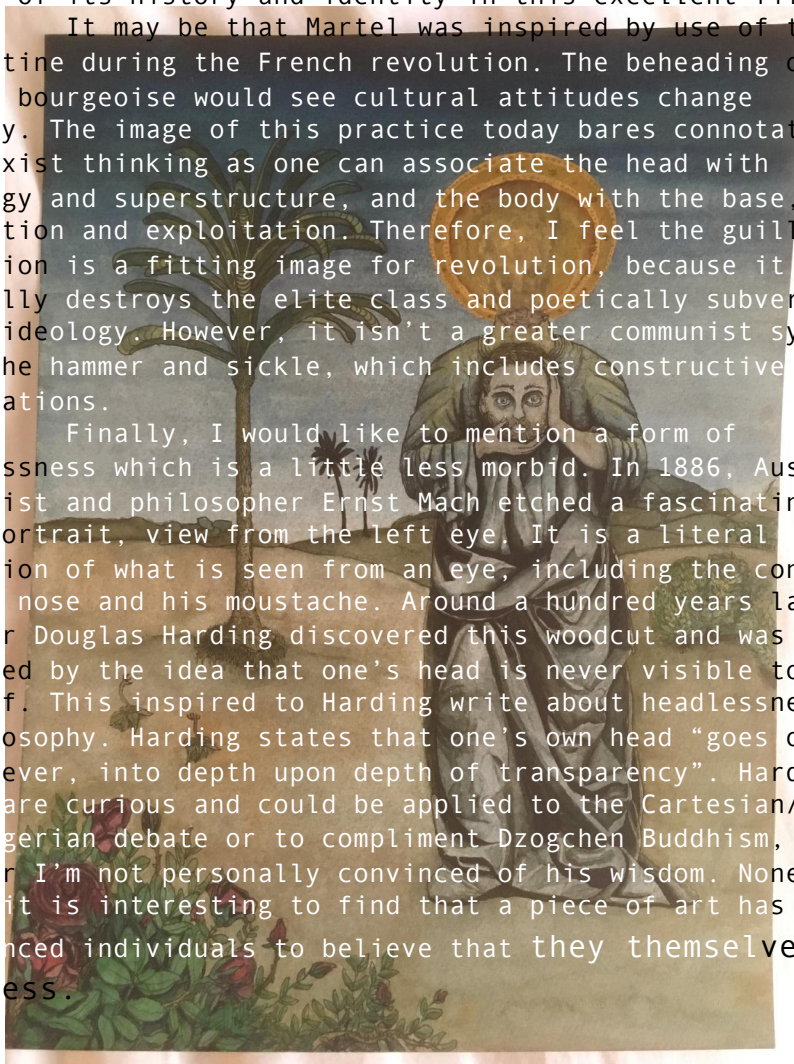 of its history and identity in this excellent
It may be that Martel was inspired by use of t
tine during the French revolution. The beheading o
bourgeoise would see cultural attitudes change
y. The image of this practice today bares connotat
xist thinking as one can associate the head with
gy and superstructure, and the body with the base,
tion and exploitation. Therefore, I feel the guill
ion is a fitting image for revolution, because it
lly destroys the elite class and poetically subver
ideology. However, it isn’t a greater communist sy
he hammer and sickle, which includes constructive
ations.
Finally, I would like to mention a form of
ssness which is a little less morbid. In 1886, Aus
ist and philosopher Ernst Mach etched a fascinatin
ortrait, view from the left eye. It is a literal
ion of what is seen from an eye, including the con
nose and his moustache. Around a hundred years la
r Douglas Harding discovered this woodcut and was
ed by the idea that one’s head is never visible to
f. This inspired to Harding write about headlessne
osophy. Harding states that one’s own head “goes o
ever, into depth upon depth of transparency”. Hard
are curious and could be applied to the Cartesian/
gerian debate or to compliment Dzogchen Buddhism,
r I’m not personally convinced of his wisdom. None
it is interesting to find that a piece of art has
nced individuals to believe that they themselve
ess.